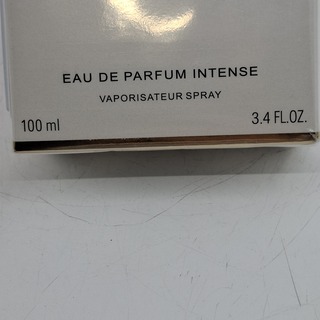 EAU DE PARFUM INTENSE
VAPORISATEUR SPRAY
100 ml 3.4 FL.OZ.